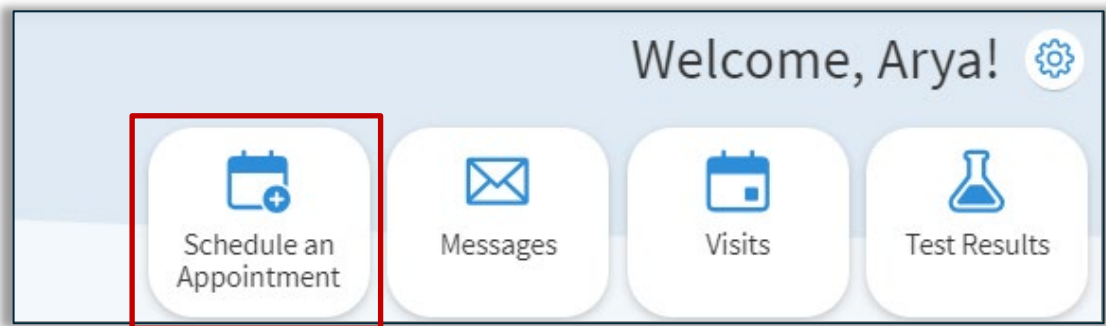 Welcome, Arya!
Schedule an
Appointment
Messages
Visits
Test Results